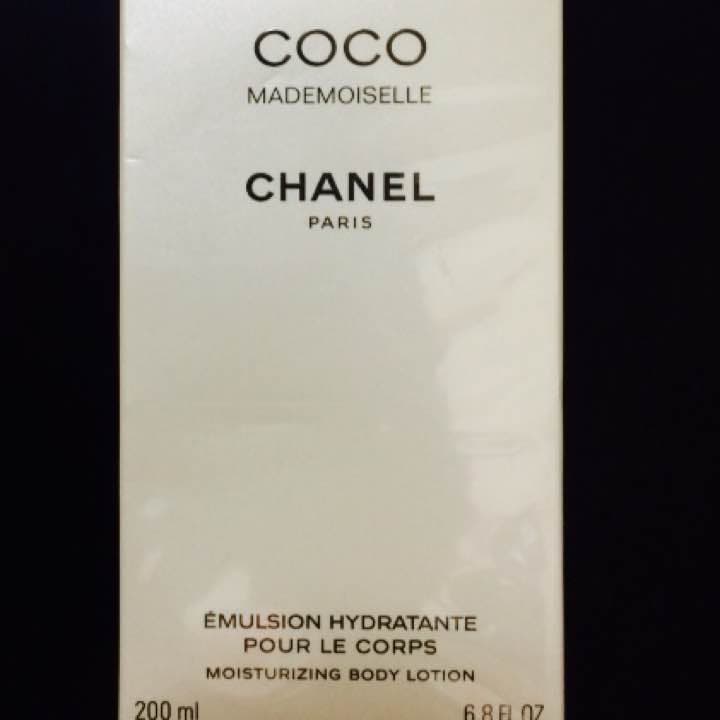 COCO
MADEMOISELLE
CHANEL
PARIS
ÉMULSION HYDRATANTE
POUR LE CORPS
MOISTURIZING BODY LOTION
200 ml 6.8 FL OZ